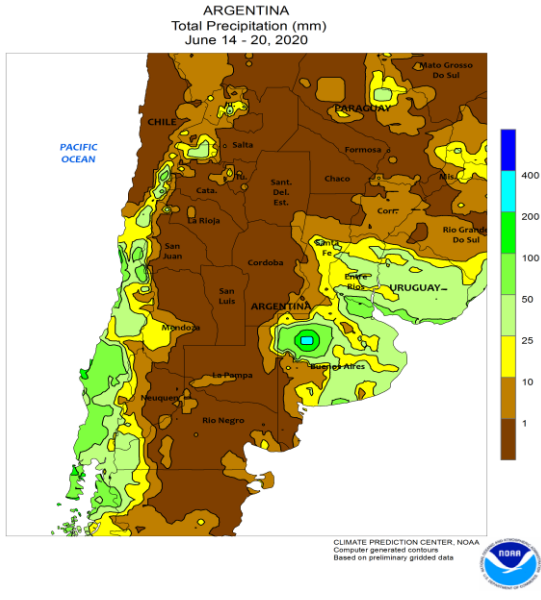 ARGENTINA
Total Precipitation (mm)
June 14 - 20, 2020
Mato Grosso
Do Sul
PARAGUAY
CHILE
PACIFIC
OCEAN
Salta
Formosa
Tu.
Chaco
Mis.
Cata.
Sant.
Del.
Est.
Corr.
La Rioja
Rio Grande
Do Sul
Santa
Fe
San
Juan
Cordoba
Entre
Rios
URUGUAY
San
Luis
ARGENTINA
Mendoza
Buenos Aires
La Pampa
Neuquen
Rio Negro
400
200
100
50
25
10
1
CLIMATE PREDICTION CENTER, NOAA
Computer generated contours
Based on preliminary gridded data
NOAA